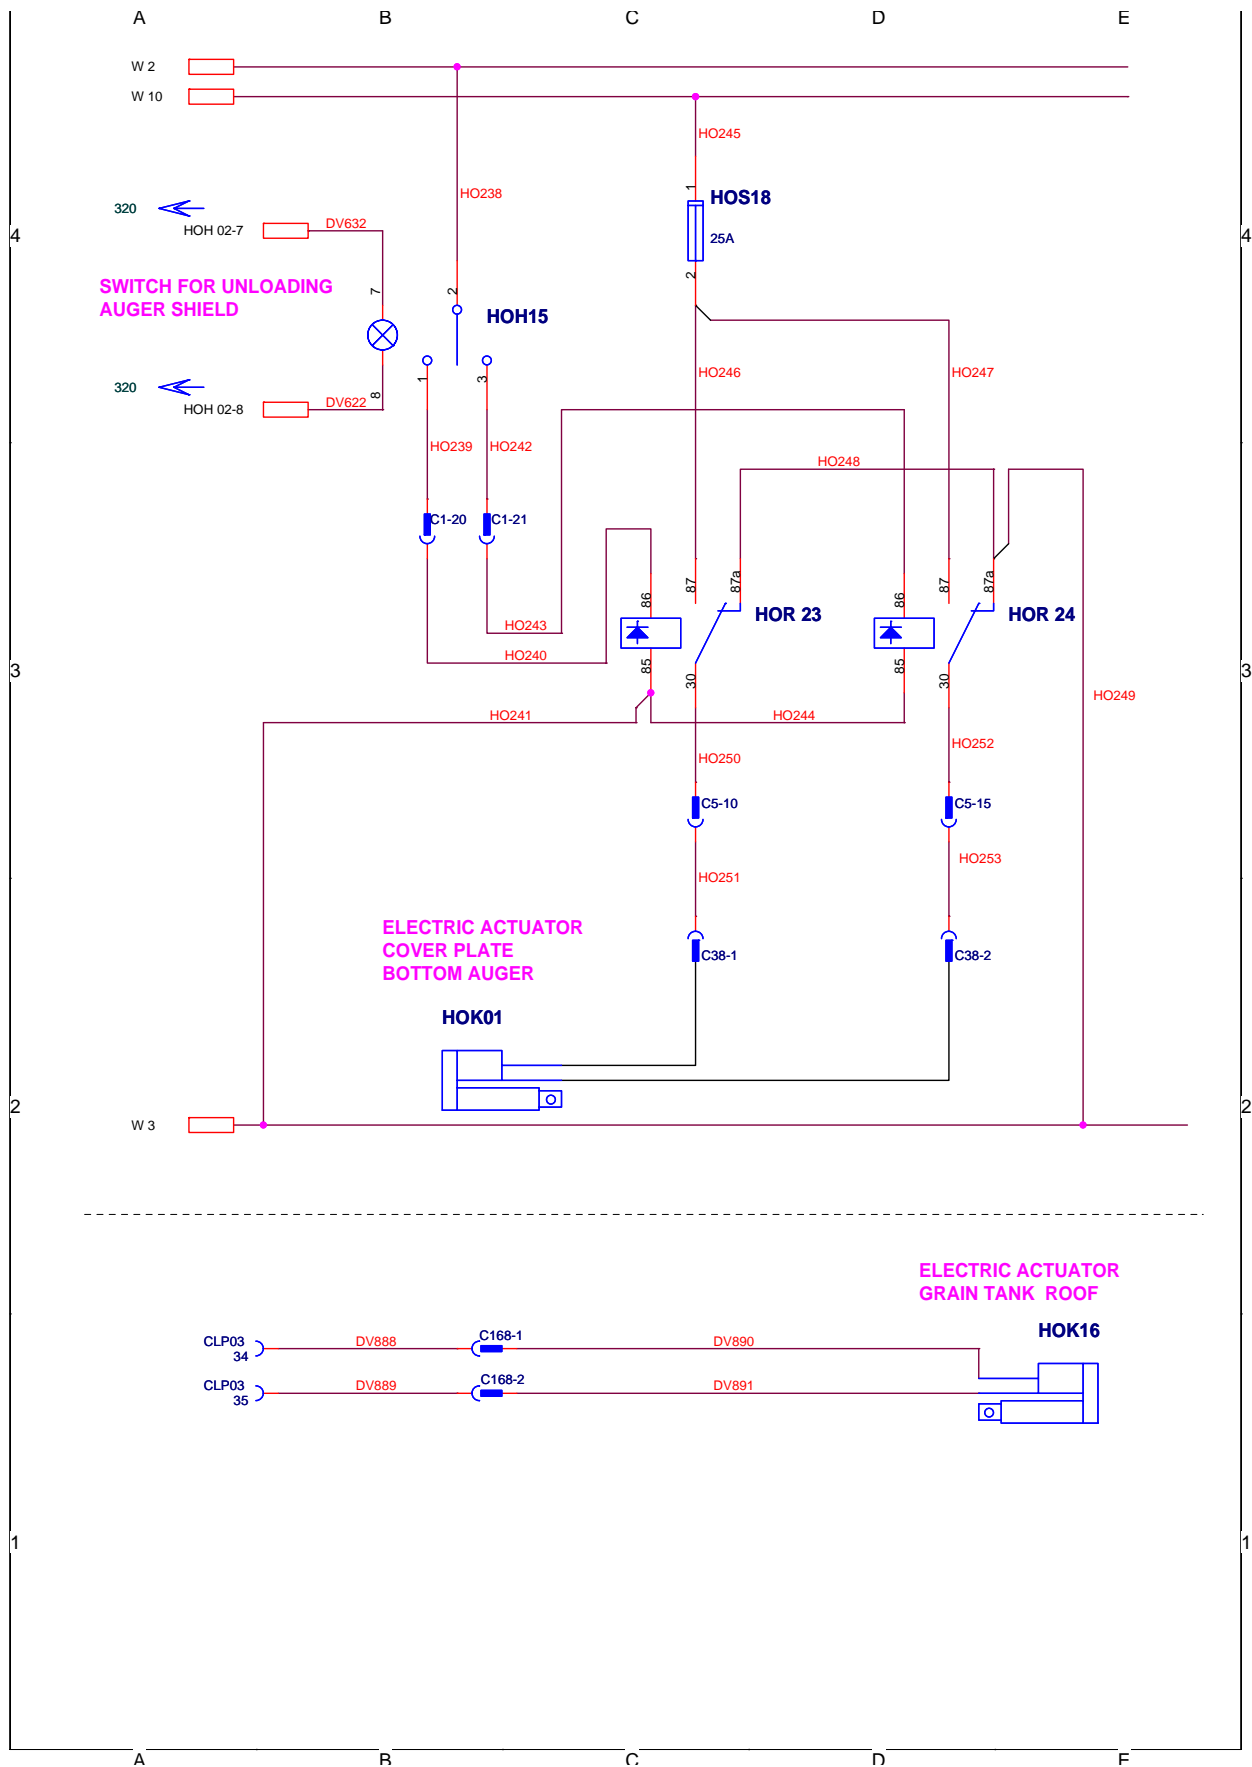 A B C D E
W 2
W 10
HO245
1
HOS18
HO238
320
HOH 02-7
DV632
4
25A
4
2
SWITCH FOR UNLOADING
AUGER SHIELD
7
2
HOH15
HO246
HO247
320
1
3
HOH 02-8
DV622
8
HO239
HO242
HO248
C1-20
C1-21
87
87a
87
87a
86
86
HOR 23
HOR 24
HO243
HO240
3
85
30
85
30
3
HO249
HO241
HO244
HO250
HO252
C5-10
C5-15
HO251
HO253
ELECTRIC ACTUATOR
COVER PLATE
BOTTOM AUGER
C38-1
C38-2
HOK01
2
2
W 3
ELECTRIC ACTUATOR
GRAIN TANK ROOF
HOK16
CLP03
34
DV888
C168-1
DV890
CLP03
35
DV889
C168-2
DV891
1
1
A B C D E